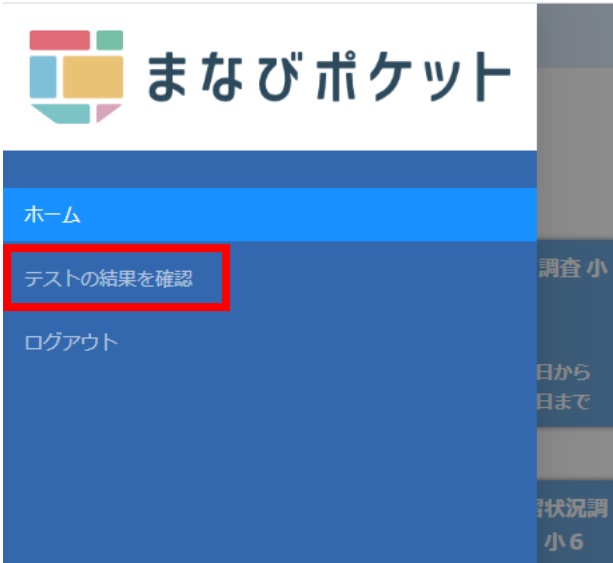 まなびポケット
ホーム
テストの結果を確認
ログアウト
調査 小
日から
日まで
習状況調
小6